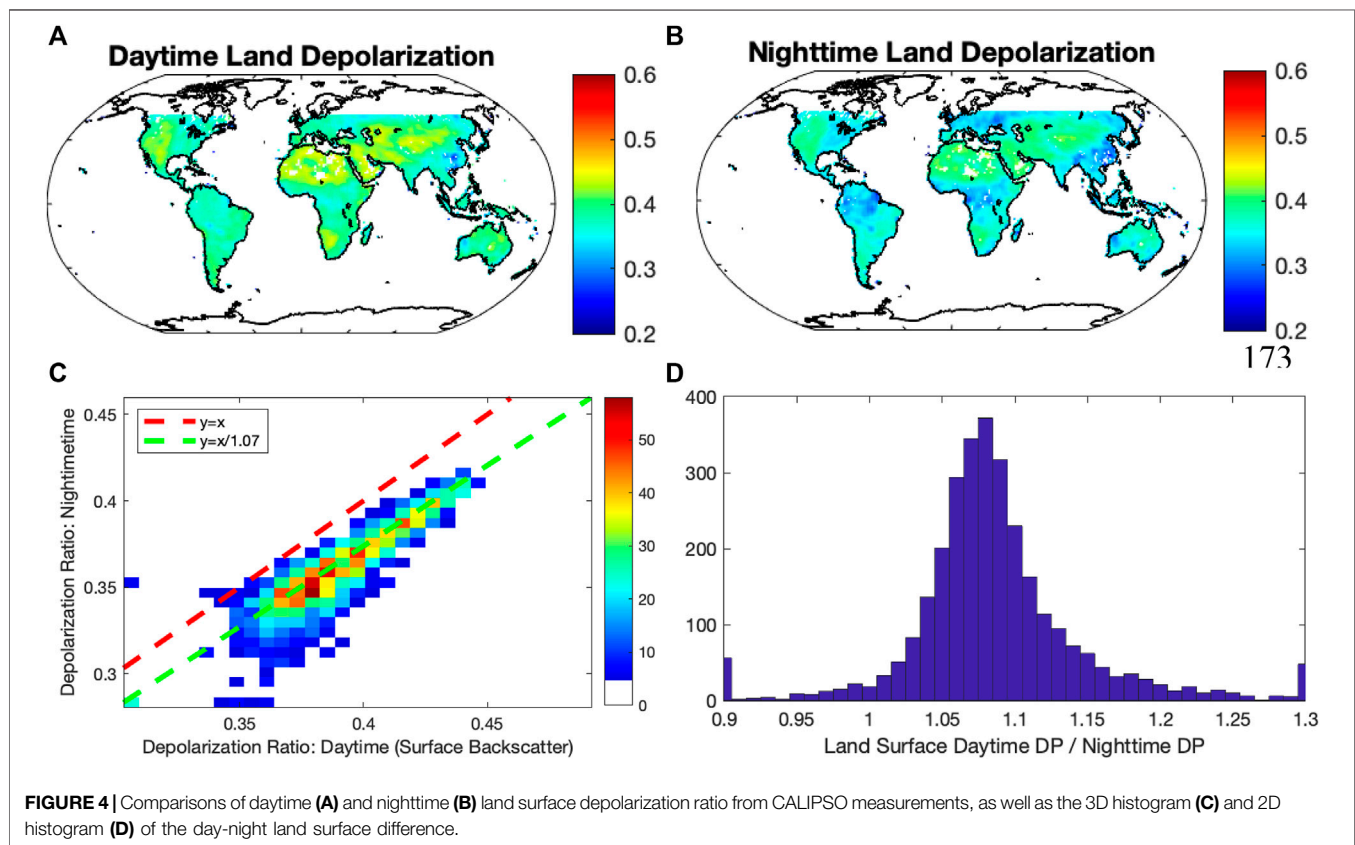 A
Daytime Land Depolarization
0.6
0.5
0.4
0.3
0.2
B
Nighttime Land Depolarization
0.6
0.5
0.4
0.3
0.2
173
C
y=x
y=x/1.07
0.45
0.4
0.35
0.3
Depolarization Ratio: Nightimetime
0.35
0.4
0.45
Depolarization Ratio: Daytime (Surface Backscatter)
50
40
30
20
10
0
D
400
300
200
100
0
0.9
0.95
1
1.05
1.1
1.15
1.2
1.25
1.3
Land Surface Daytime DP / Nighttime DP
FIGURE 4 | Comparisons of daytime (A) and nighttime (B) land surface depolarization ratio from CALIPSO measurements, as well as the 3D histogram (C) and 2D
histogram (D) of the day-night land surface difference.